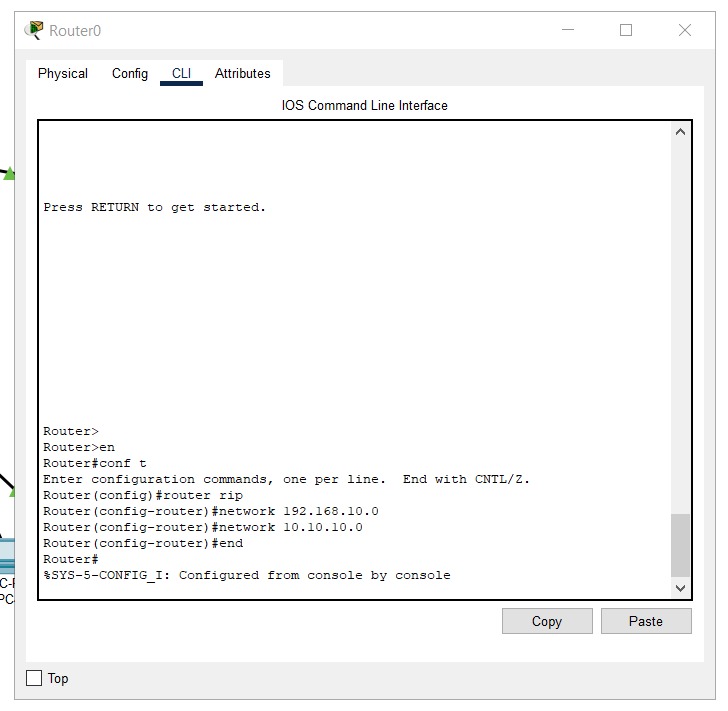 Router0
Physical Config CLI Attributes
IOS Command Line Interface
Press RETURN to get started.
Router>
Router>en
Router#conf t
Enter configuration commands, one per line.  End with CNTL/Z.
Router(config)#router rip
Router(config-router)#network 192.168.10.0
Router(config-router)#network 10.10.10.0
Router(config-router)#end
Router#
%SYS-5-CONFIG_I: Configured from console by console
Copy Paste
Top